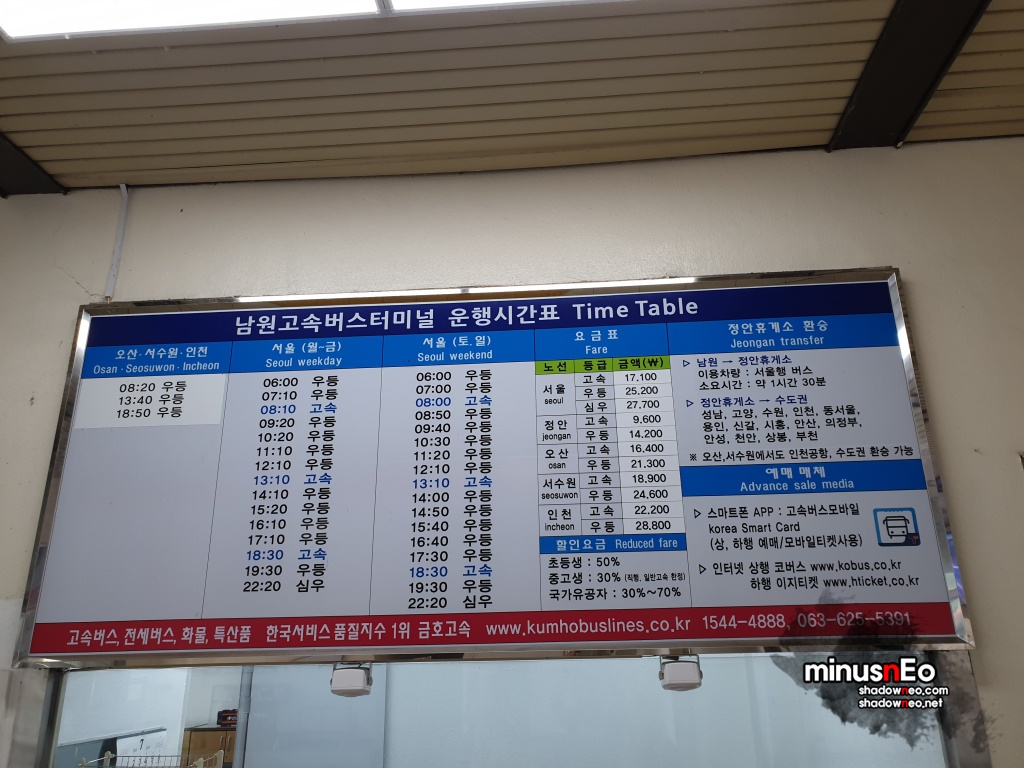 남원고속버스터미널 운행시간표 Time Table
오산·서수원·인천
Osan·Seosuwon·Incheon
08:20 우등
13:40 우등
18:50 우등
서울 (월~금)
Seoul weekday
06:00 우등
07:10 우등
08:10 고속
09:20 우등
10:20 우등
11:10 우등
12:10 우등
13:10 고속
14:10 우등
15:20 우등
16:10 우등
17:10 우등
18:30 고속
19:30 우등
22:20 심우
서울 (토.일)
Seoul weekend
06:00 우등
07:00 우등
08:00 고속
08:50 우등
09:40 우등
10:30 우등
11:20 우등
12:10 우등
13:10 고속
14:00 우등
14:50 우등
15:40 우등
16:40 우등
17:30 우등
18:30 고속
19:30 우등
22:20 심우
요금표
Fare
노선 등급 금액(₩)
서울 seoul 고속 17,100
우등 25,200
심우 27,700
정안 jeongan 고속 9,600
우등 14,200
오산 osan 고속 16,400
우등 21,300
서수원 seosuwon 고속 18,900
우등 24,600
인천 incheon 고속 22,200
우등 28,800
할인요금 Reduced fare
초등생 : 50%
중고생 : 30% (직행, 일반고속 한정)
국가유공자 : 30%~70%
정안휴게소 환승
Jeongan transfer
▷ 남원 → 정안휴게소
이용차량 : 서울행 버스
소요시간 : 약 1시간 30분
▷ 정안휴게소 → 수도권
성남, 고양, 수원, 인천, 동서울,
용인, 신갈, 시흥, 안산, 의정부,
안성, 천안, 상봉, 부천
※ 오산,서수원에서도 인천공항, 수도권 환승 가능
예매 매체
Advance sale media
▷ 스마트폰 APP : 고속버스모바일
korea Smart Card
(상, 하행 예매/모바일티켓사용)
▷ 인터넷 상행 코버스 www.kobus.co.kr
하행 이지티켓 www.hticket.co.kr
고속버스, 전세버스, 화물, 특산품 한국서비스품질지수 1위 금호고속 www.kumhobuslines.co.kr 1544-4888, 063-625-5391
minusnEo
shadowneo.com
shadowneo.net